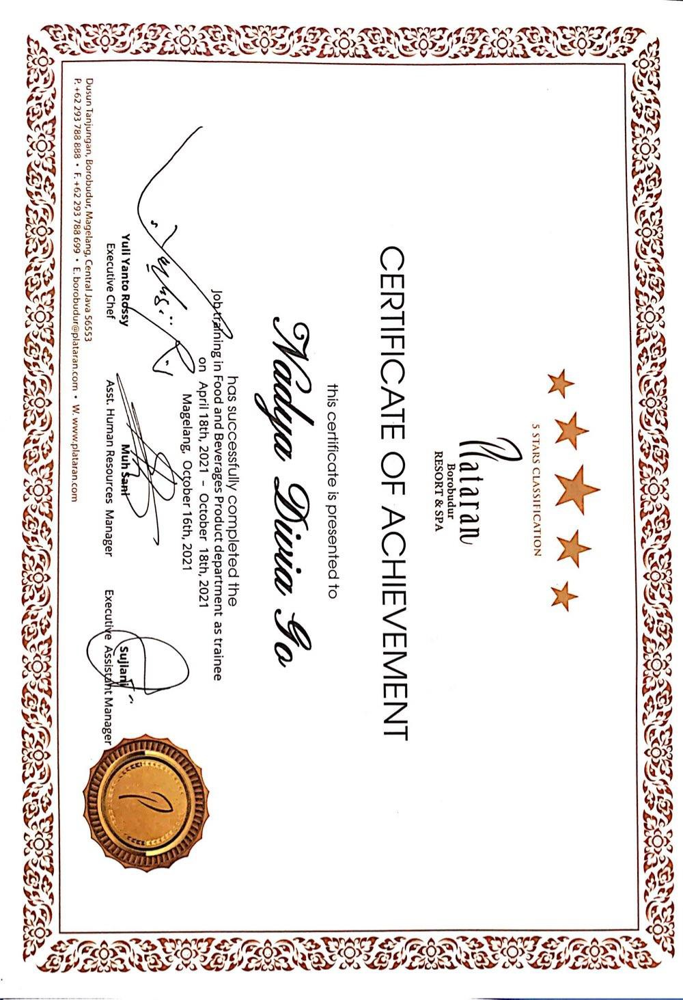 5 STARS CLASSIFICATION
Plataran
Borobudur
RESORT & SPA
CERTIFICATE OF ACHIEVEMENT
this certificate is presented to
Nadya Divia Go
has successfully completed the
Job training in Food and Beverages Product department as trainee
on April 18th, 2021 - October 18th, 2021
Magelang, October 16th, 2021
Yuli Yanto Rossy
Executive Chef
Muh Sani
Asst. Human Resources Manager
Sujiani
Executive Assistant Manager
Dusun Tanjungan, Borobudur, Magelang, Central Java 56553
P. +62 293 788 888 • F. +62 293 788 699 • E. borobudur@plataran.com • W. www.plataran.com